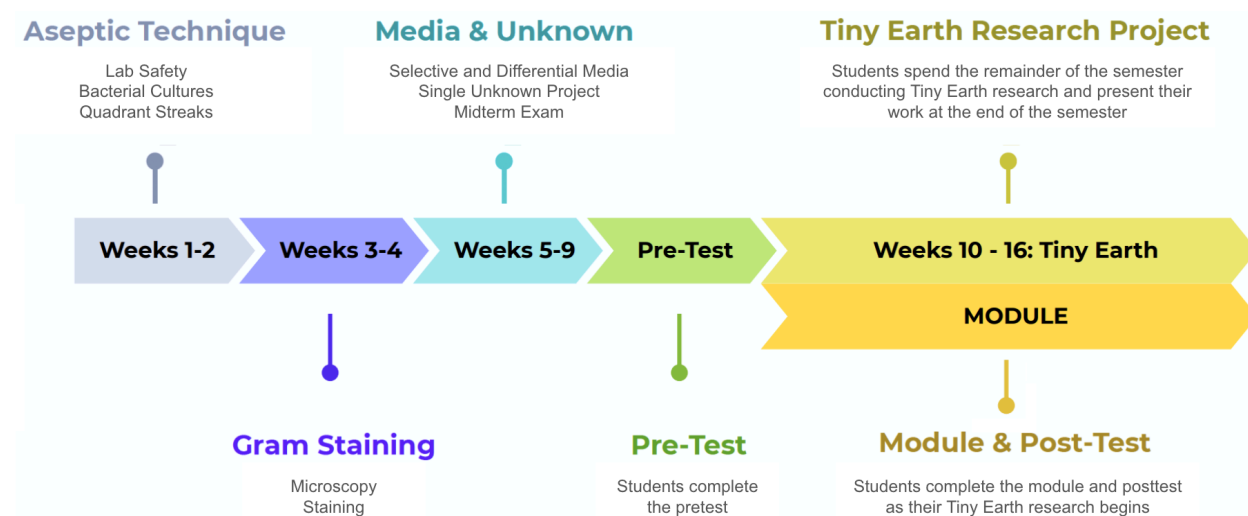 Aseptic Technique
Lab Safety
Bacterial Cultures
Quadrant Streaks
Media & Unknown
Selective and Differential Media
Single Unknown Project
Midterm Exam
Tiny Earth Research Project
Students spend the remainder of the semester
conducting Tiny Earth research and present their
work at the end of the semester
Weeks 1-2
Weeks 3-4
Weeks 5-9
Pre-Test
Weeks 10 - 16: Tiny Earth
MODULE
Gram Staining
Microscopy
Staining
Pre-Test
Students complete
the pretest
Module & Post-Test
Students complete the module and posttest
as their Tiny Earth research begins